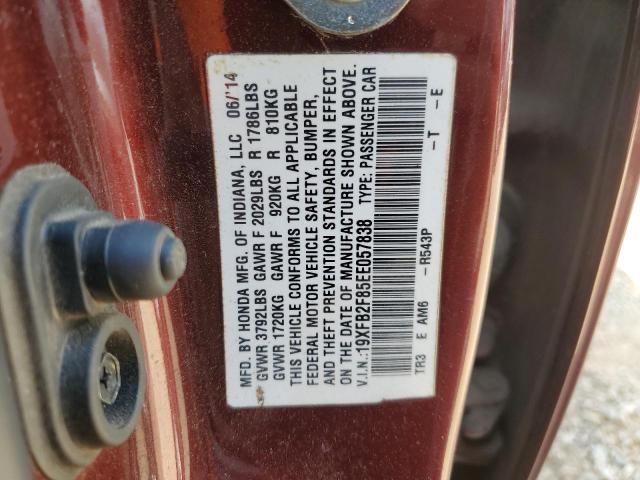 MFD. BY HONDA MFG. OF INDIANA, LLC 06/'14
GVWR 3792LBS GAWR F 2029LBS R 1786LBS
GVWR 1720KG GAWR F 920KG R 810KG
THIS VEHICLE CONFORMS TO ALL APPLICABLE
FEDERAL MOTOR VEHICLE SAFETY, BUMPER,
AND THEFT PREVENTION STANDARDS IN EFFECT
ON THE DATE OF MANUFACTURE SHOWN ABOVE.
V.I.N.: 19XFB2F85EE057838 TYPE: PASSENGER CAR
TR3 E AM6 -R543P -T -E